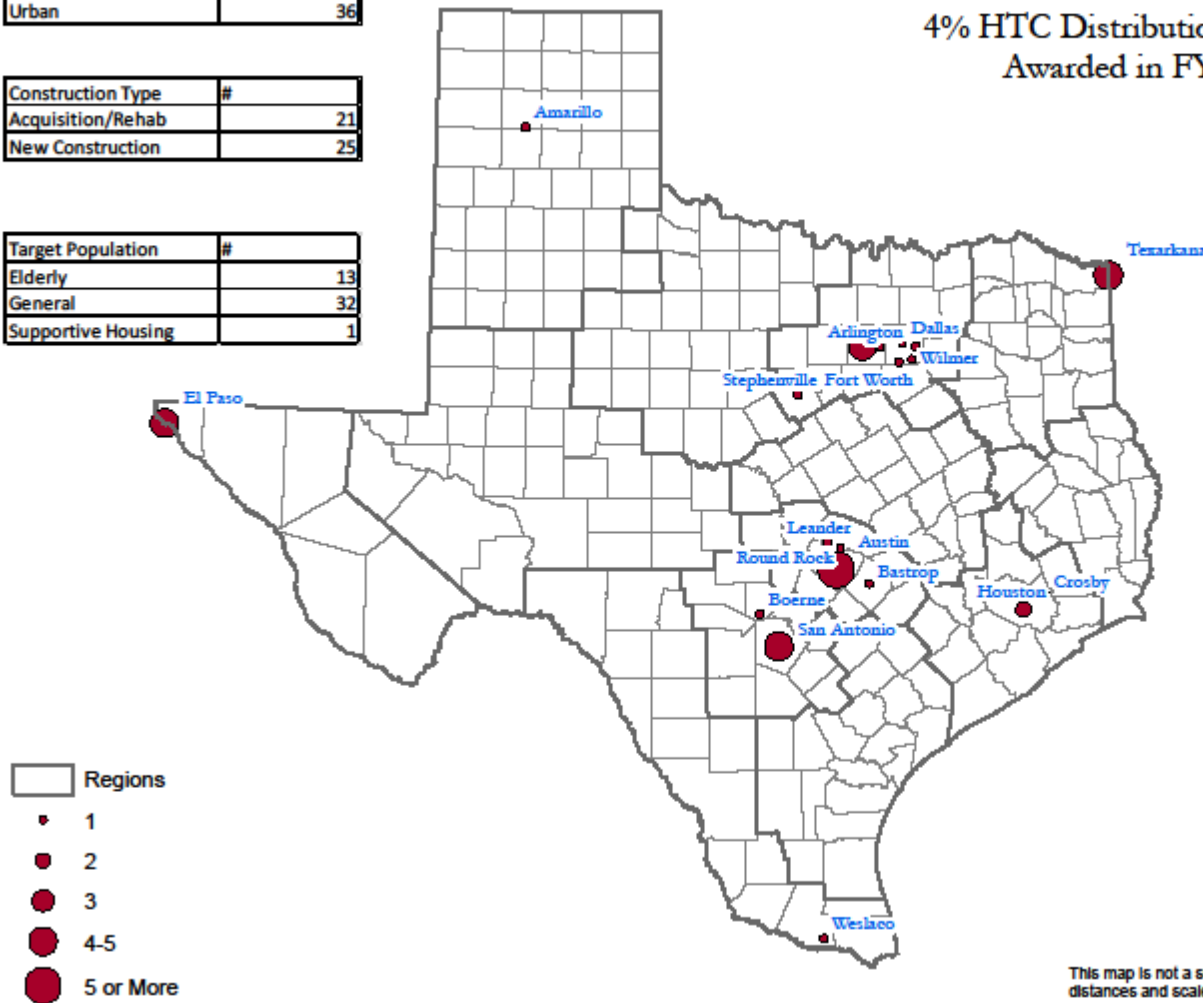 Urban 36
4% HTC Distributio
Awarded in FY
Construction Type #
Acquisition/Rehab 21
New Construction 25
Target Population #
Elderly 13
General 32
Supportive Housing 1
Amarillo
Texarkana
Arlington
Dallas
Wilmer
Stephenville
Fort Worth
El Paso
Leander
Austin
Round Rock
Bastrop
Boerne
Houston
Crosby
San Antonio
Weslaco
Regions
1
2
3
4-5
5 or More
This map is not a s
distances and scale